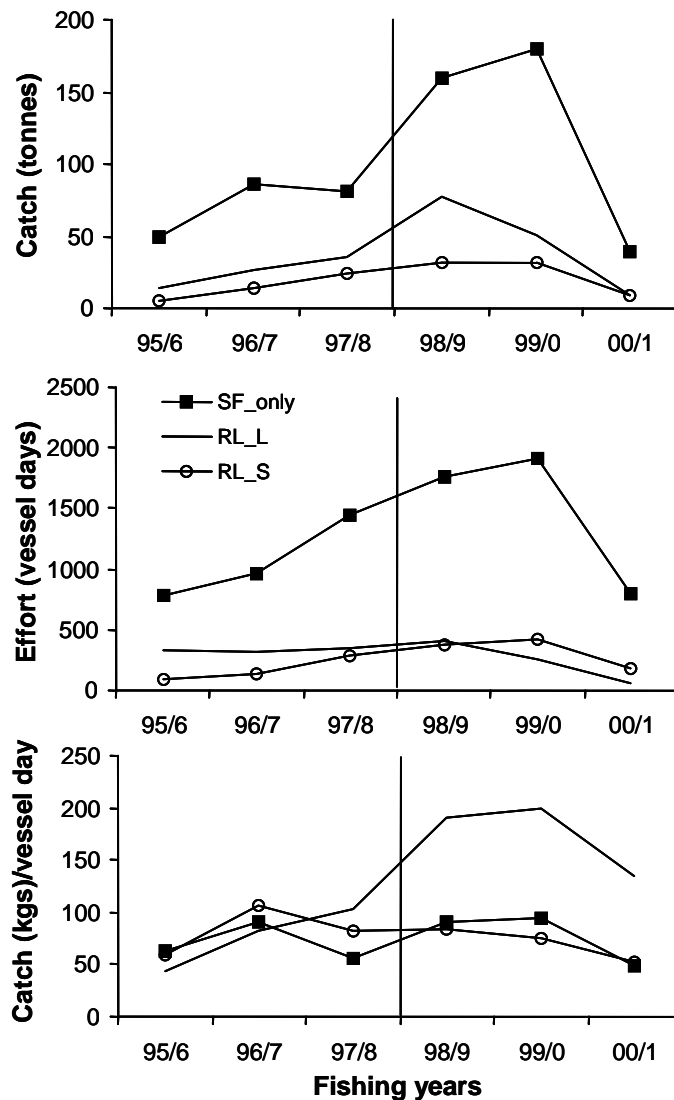 Catch (tonnes)
200
150
100
50
0
95/6 96/7 97/8 98/9 99/0 00/1
Effort (vessel days)
2500
2000
1500
1000
500
0
SF_only
RL_L
RL_S
95/6 96/7 97/8 98/9 99/0 00/1
Catch (kgs)/vessel day
250
200
150
100
50
0
95/6 96/7 97/8 98/9 99/0 00/1
Fishing years